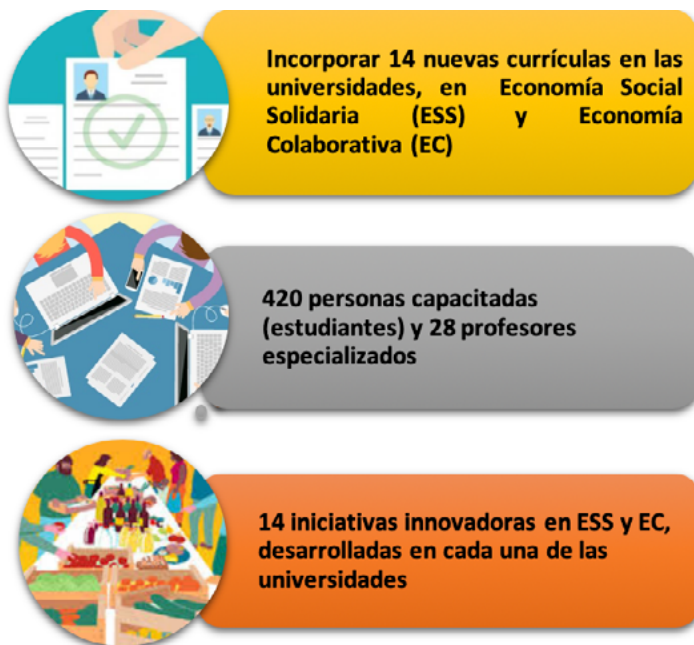 Incorporar 14 nuevas currículas en las
universidades, en Economía Social
Solidaria (ESS) y Economía
Colaborativa (EC)
420 personas capacitadas
(estudiantes) y 28 profesores
especializados
14 iniciativas innovadoras en ESS y EC,
desarrolladas en cada una de las
universidades